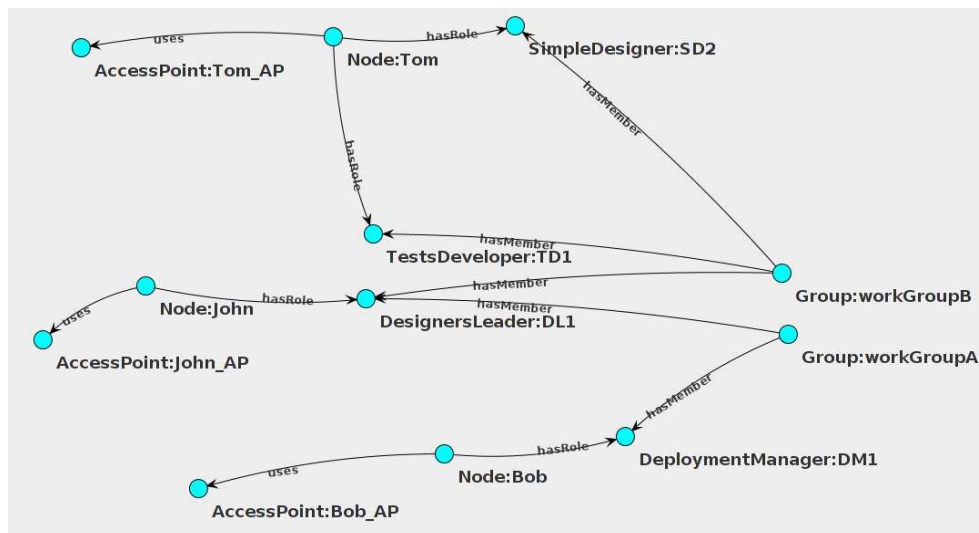 uses
hasRole
SimpleDesigner:SD2
Node:Tom
AccessPoint:Tom_AP
hasMember
hasRole
hasMember
TestsDeveloper:TD1
hasMember
Group:workGroupB
hasRole
hasMember
Node:John
uses
DesignersLeader:DL1
Group:workGroupA
AccessPoint:John_AP
hasMember
hasRole
DeploymentManager:DM1
uses
Node:Bob
AccessPoint:Bob_AP